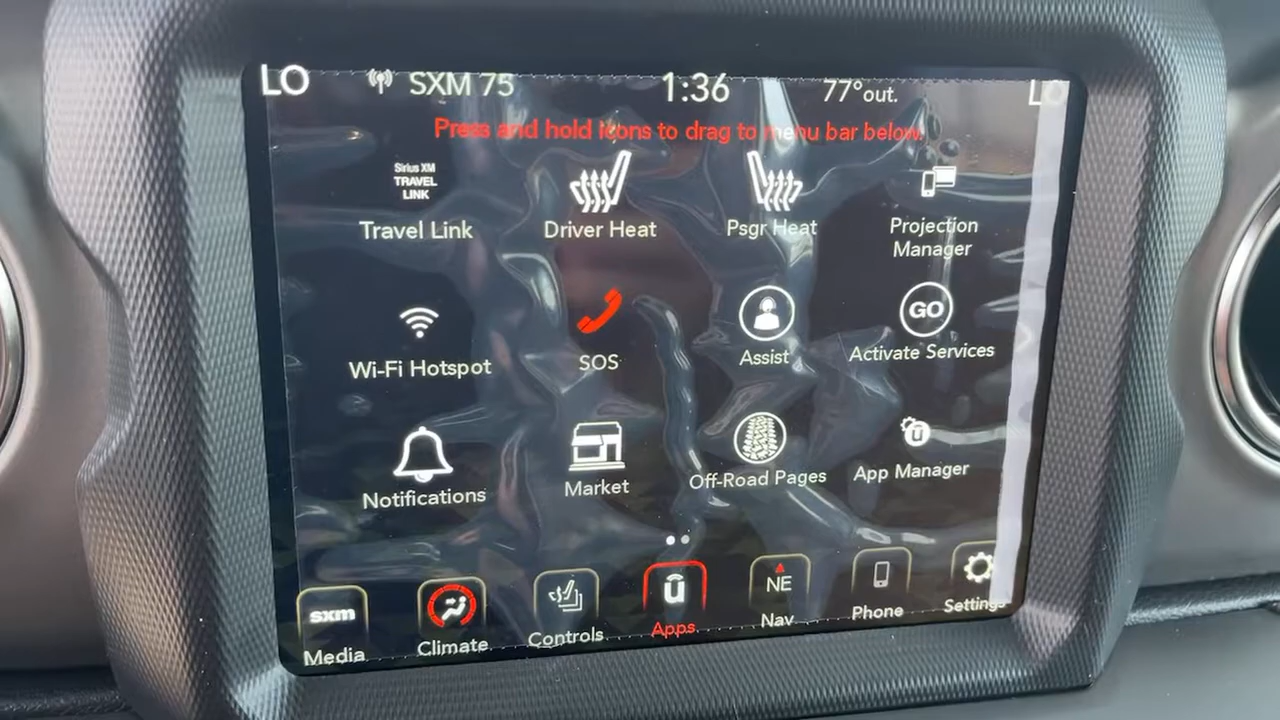 LO SXM 75 1:36 77°out. LO
Press and hold icons to drag to menu bar below.
Sirius XM
TRAVEL
LINK
Travel Link
Driver Heat
Psgr Heat
Projection
Manager
Wi-Fi Hotspot
SOS
Assist
GO
Activate Services
Notifications
Market
Off-Road Pages
u
App Manager
sxm
Media
Climate
Controls
u
Apps
NE
Nav
Phone
Settings